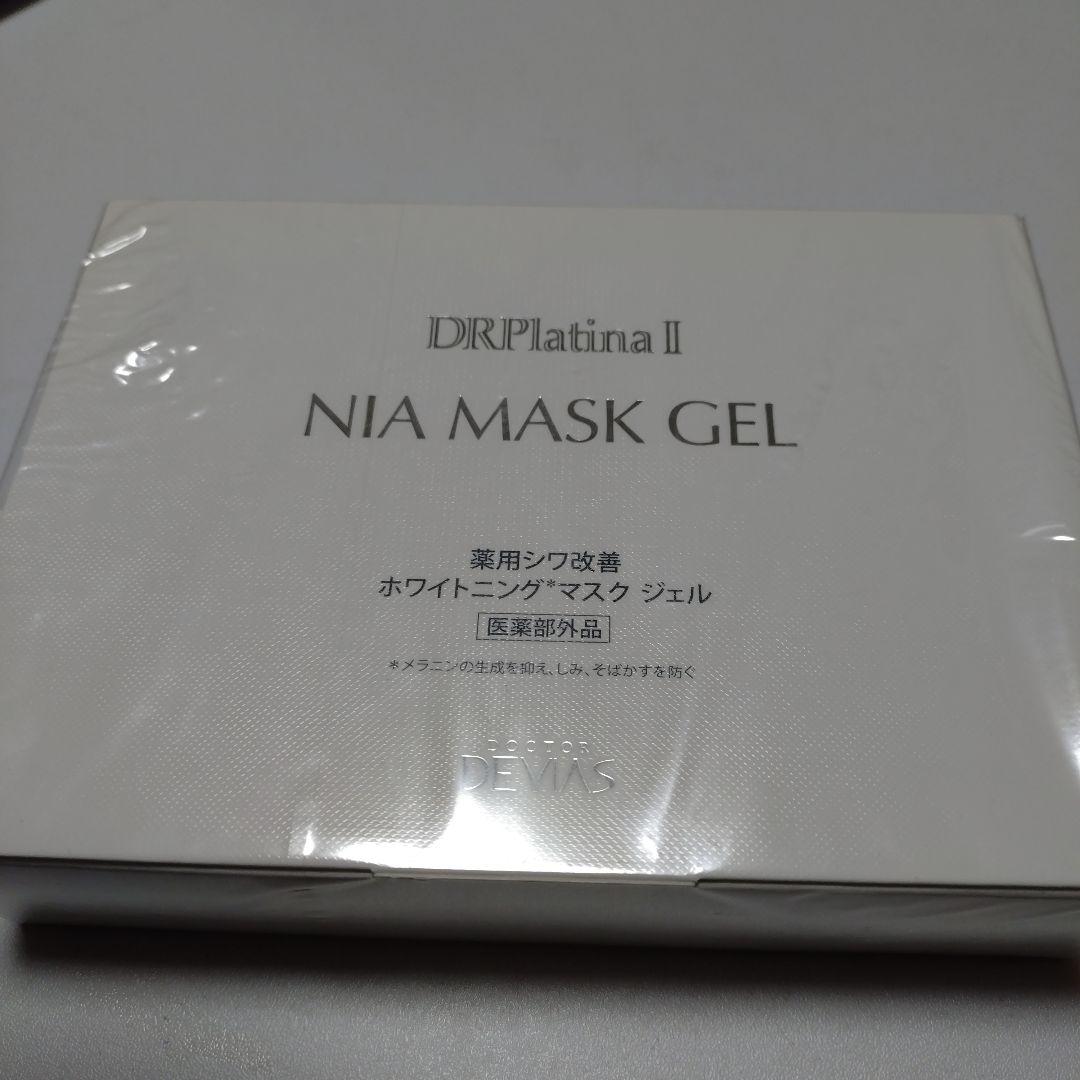 DRPlatina II
NIA MASK GEL
薬用シワ改善
ホワイトニング*マスク ジェル
医薬部外品
*メラニンの生成を抑え、しみ、そばかすを防ぐ
DOCTOR
DEVIAS